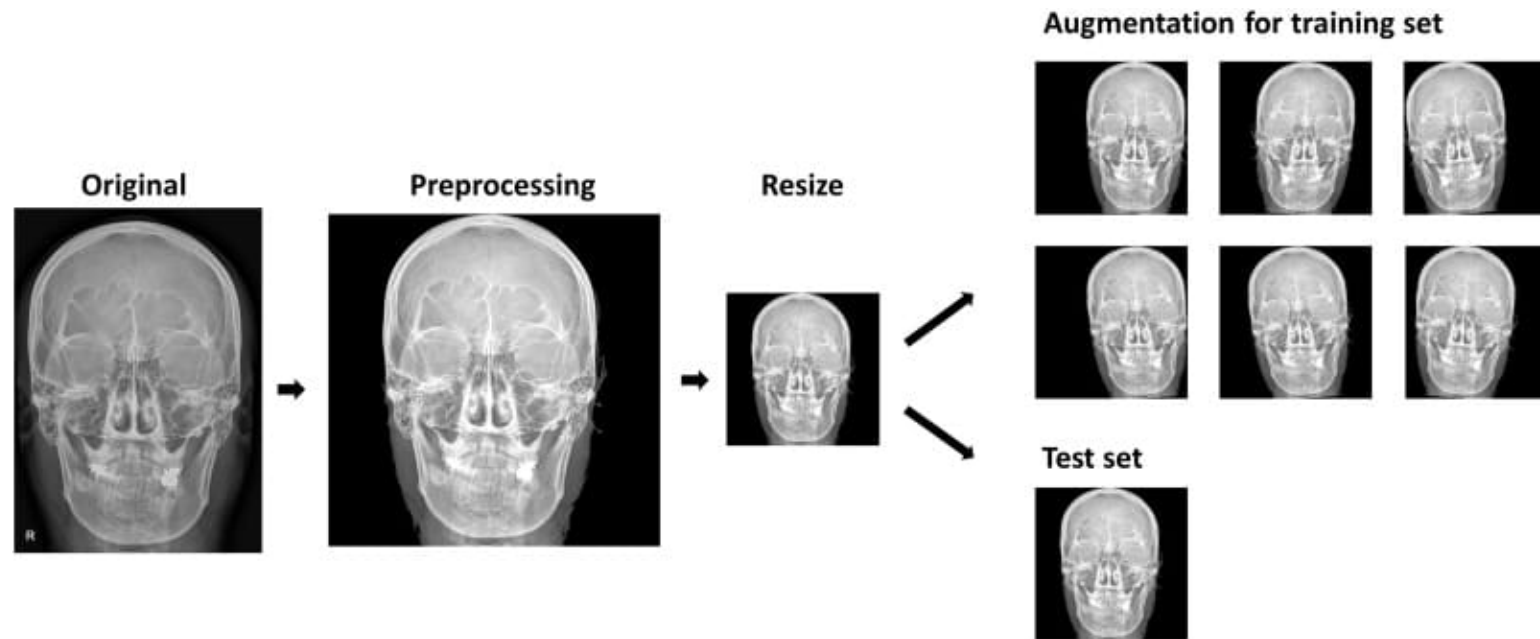 Augmentation for training set
Original
Preprocessing
Resize
R
Test set